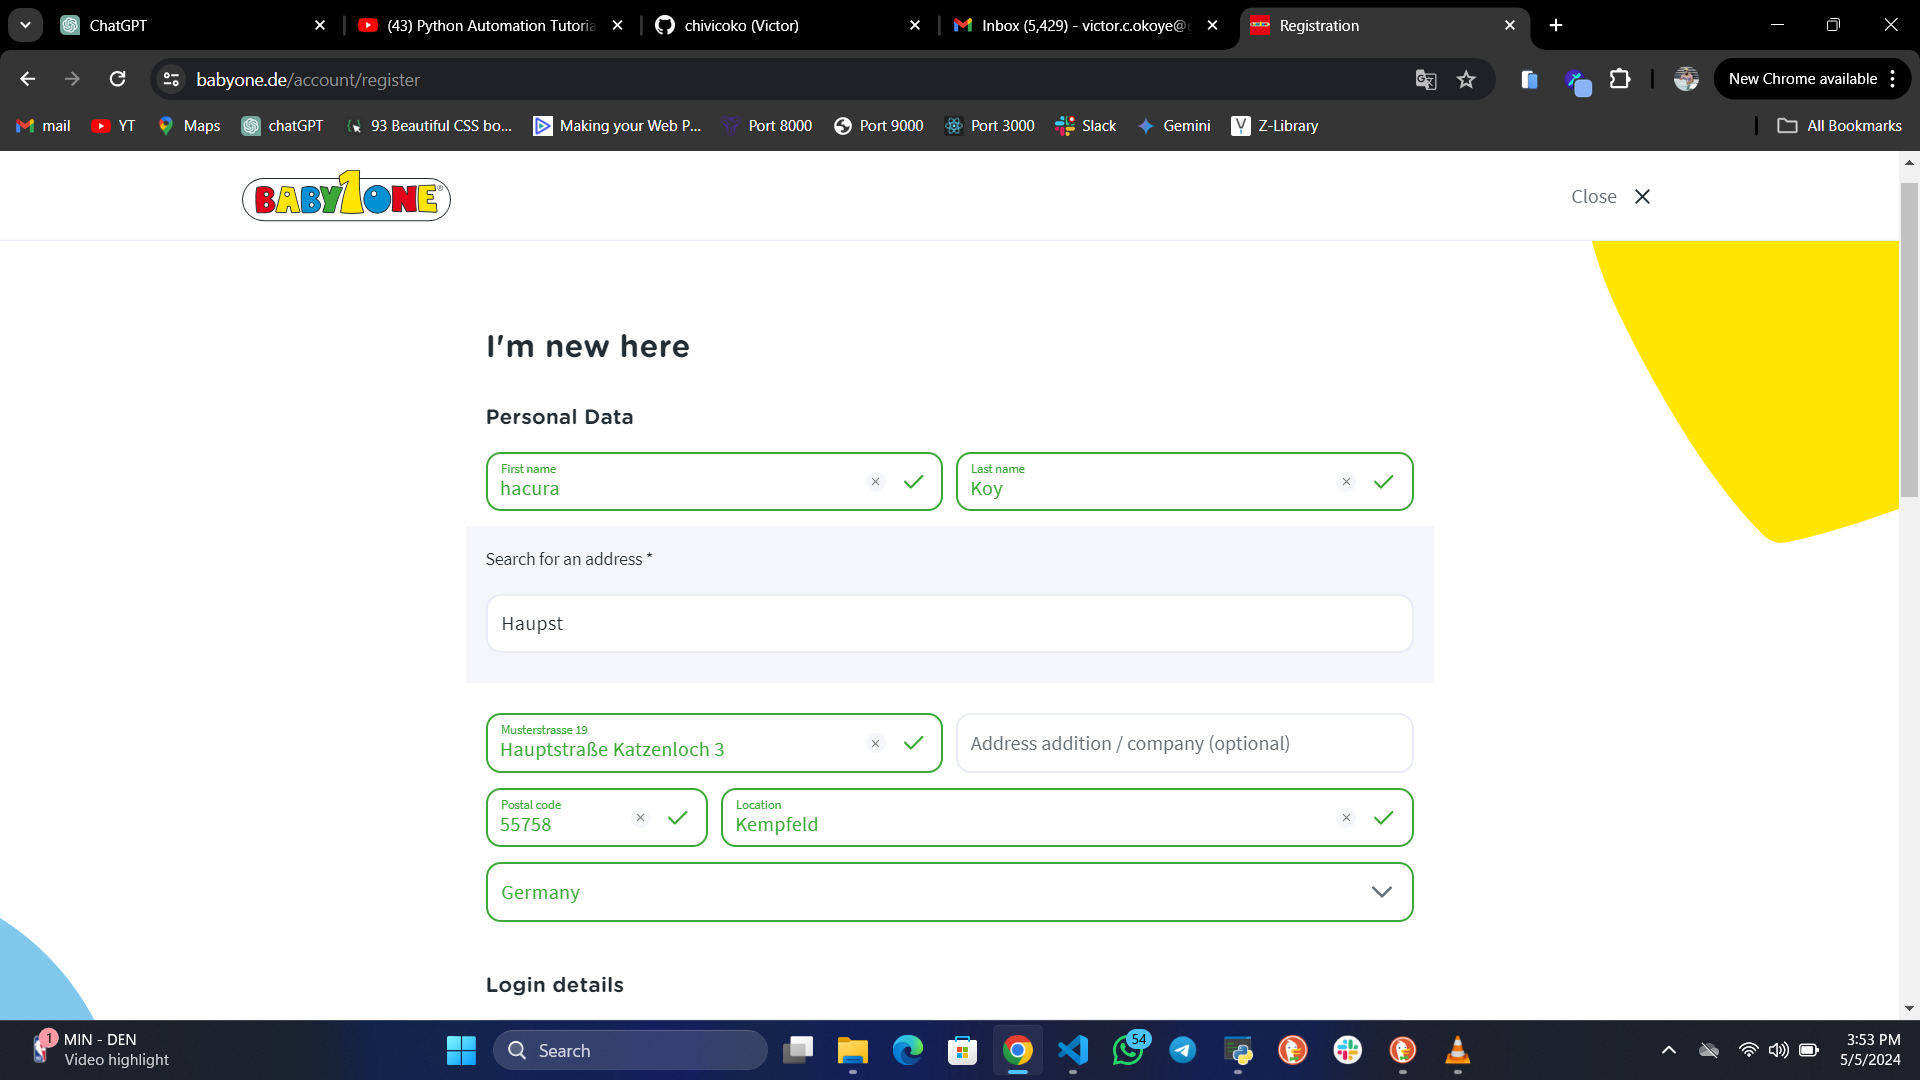 ChatGPT
(43) Python Automation Tutoria
chivicoko (Victor)
Inbox (5,429) - victor.c.okoye@g
Registration
babyone.de/account/register
New Chrome available
mail
YT
Maps
chatGPT
93 Beautiful CSS bo...
Making your Web P...
Port 8000
Port 9000
Port 3000
Slack
Gemini
Z-Library
All Bookmarks
BABY1ONE®
Close
I'm new here
Personal Data
First name
hacura
Last name
Koy
Search for an address *
Haupst
Musterstrasse 19
Hauptstraße Katzenloch 3
Address addition / company (optional)
Postal code
55758
Location
Kempfeld
Germany
Login details
1
MIN - DEN
Video highlight
Search
54
3:53 PM
5/5/2024